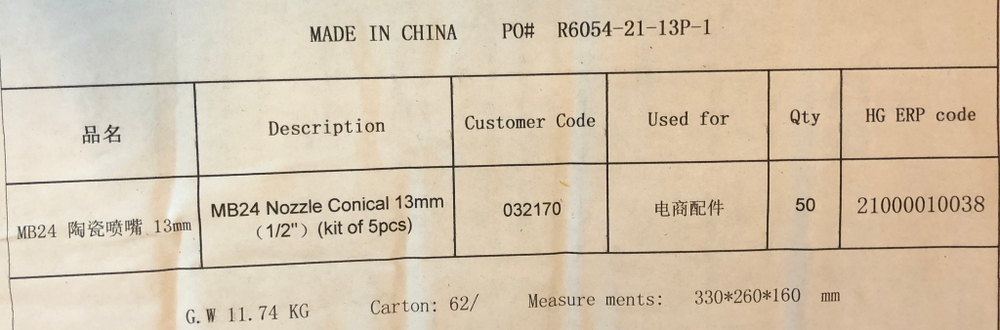 MADE IN CHINA PO# R6054-21-13P-1
品名 Description Customer Code Used for Qty HG ERP code
MB24 陶瓷喷嘴 13mm MB24 Nozzle Conical 13mm (1/2") (kit of 5pcs) 032170 电商配件 50 21000010038
G.W 11.74 KG Carton: 62/ Measure ments: 330*260*160 mm